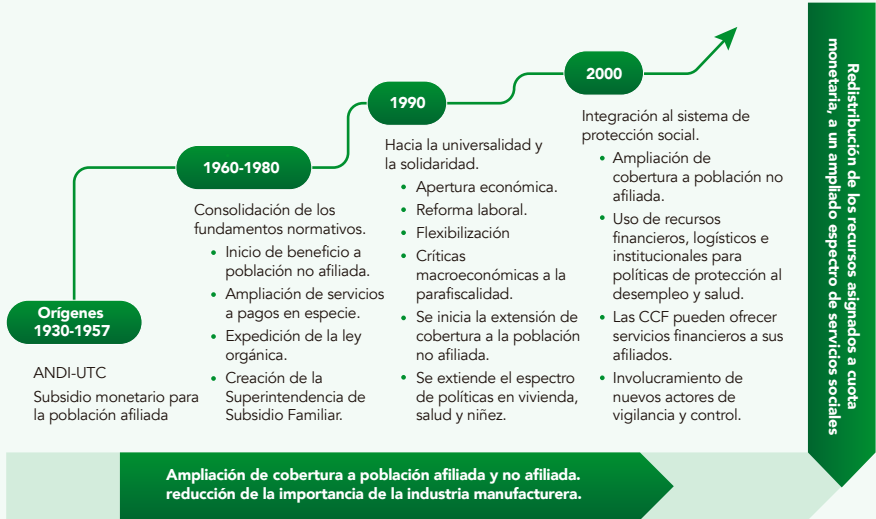 Orígenes
1930-1957
ANDI-UTC
Subsidio monetario para
la población afiliada
1960-1980
Consolidación de los
fundamentos normativos.
• Inicio de beneficio a
población no afiliada.
• Ampliación de servicios
a pagos en especie.
• Expedición de la ley
orgánica.
• Creación de la
Superintendencia de
Subsidio Familiar.
1990
Hacia la universalidad y
la solidaridad.
• Apertura económica.
• Reforma laboral.
• Flexibilización
• Críticas
macroeconómicas a la
parafiscalidad.
• Se inicia la extensión de
cobertura a la población
no afiliada.
• Se extiende el espectro
de políticas en vivienda,
salud y niñez.
2000
Integración al sistema de
protección social.
• Ampliación de
cobertura a población no
afiliada.
• Uso de recursos
financieros, logísticos e
institucionales para
políticas de protección al
desempleo y salud.
• Las CCF pueden ofrecer
servicios financieros a sus
afiliados.
• Involucramiento de
nuevos actores de
vigilancia y control.
Redistribución de los recursos asignados a cuota
monetaria, a un ampliado espectro de servicios sociales
Ampliación de cobertura a población afiliada y no afiliada.
reducción de la importancia de la industria manufacturera.